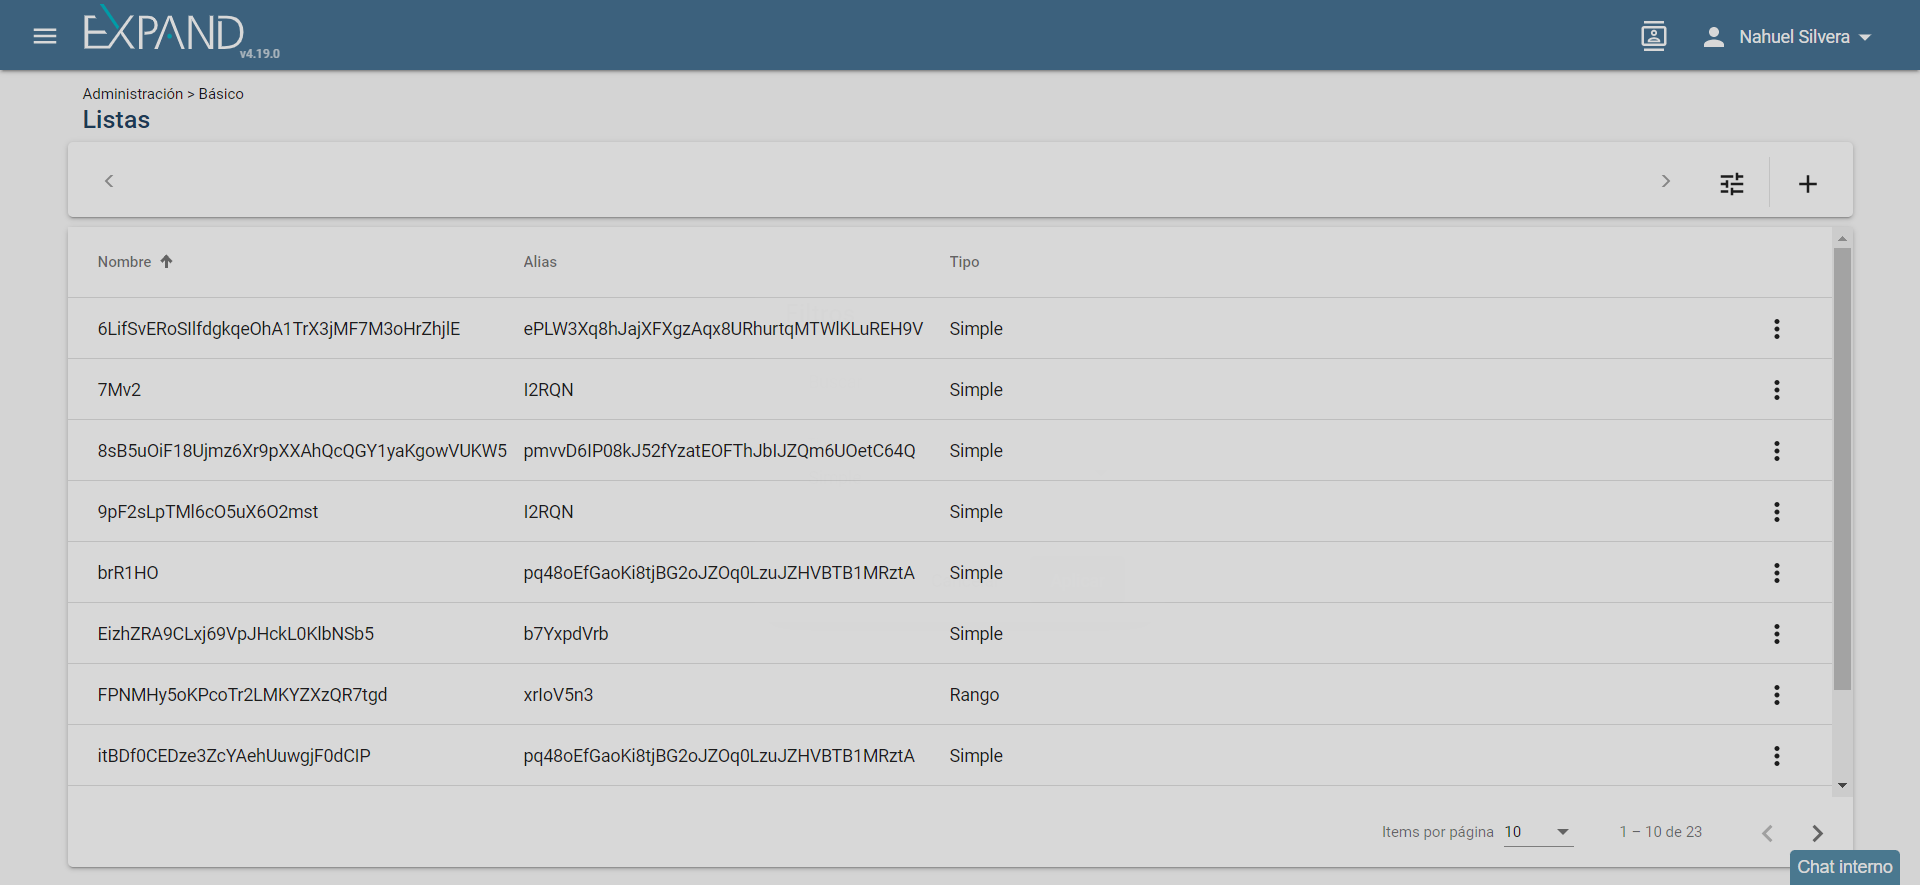 EXPAND
v4.19.0
Nahuel Silvera
Administración > Básico
Listas
Nombre Alias Tipo
6LifSvERoSIlfdgkqeOhA1TrX3jMF7M3oHrZhjlE ePLW3Xq8hJajXFXgzAqx8URhurtqMTWlKLuREH9V Simple
7Mv2 I2RQN Simple
8sB5uOiF18Ujmz6Xr9pXXAhQcQGY1yaKgowVUKW5 pmvvD6IP08kJ52fYzatEOFThJbIJZQm6UOetC64Q Simple
9pF2sLpTMl6cO5uX6O2mst I2RQN Simple
brR1HO pq48oEfGaoKi8tjBG2oJZOq0LzuJZHVBTB1MRztA Simple
EizhZRA9CLxj69VpJHckL0KlbNSb5 b7YxpdVrb Simple
FPNMHy5oKPcoTr2LMKYZXzQR7tgd xrIoV5n3 Rango
itBDf0CEDze3ZcYAehUuwgjF0dCIP pq48oEfGaoKi8tjBG2oJZOq0LzuJZHVBTB1MRztA Simple
Items por página 10 1 – 10 de 23
Chat interno